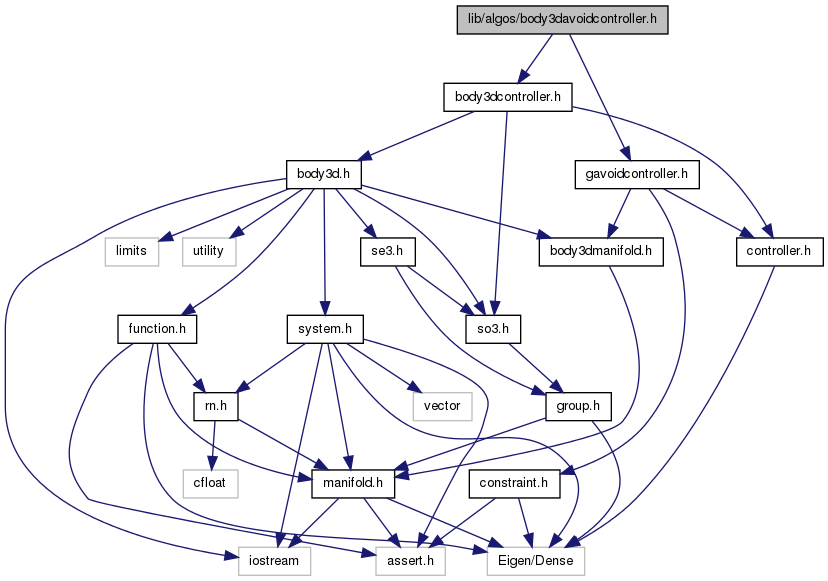 lib/algos/body3davoidcontroller.h
body3dcontroller.h
body3d.h
gavoidcontroller.h
limits
utility
se3.h
body3dmanifold.h
controller.h
function.h
system.h
so3.h
rn.h
vector
group.h
cfloat
manifold.h
constraint.h
iostream
assert.h
Eigen/Dense